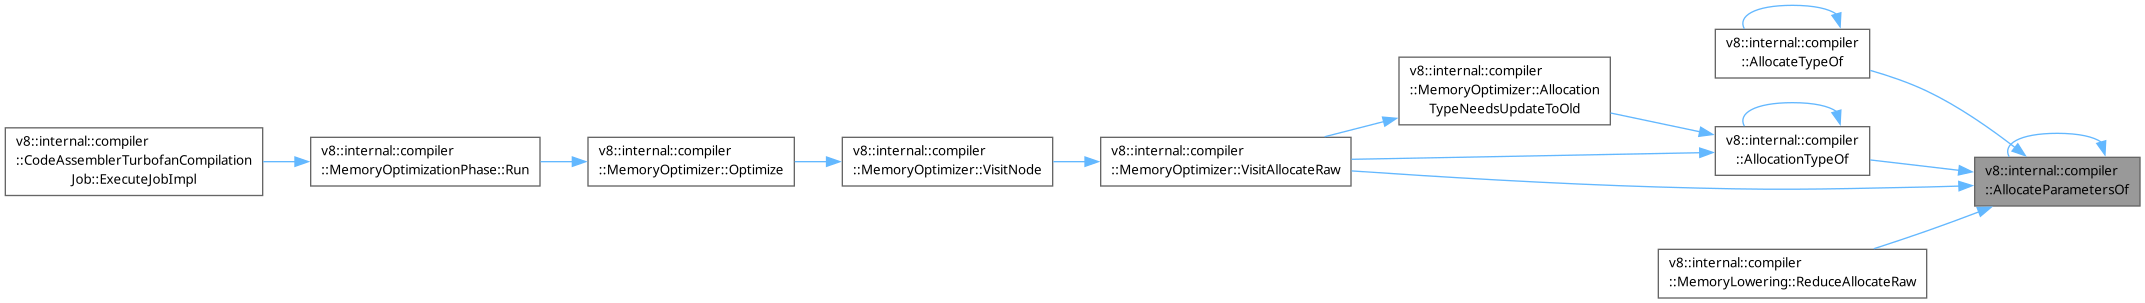 v8::internal::compiler
::CodeAssemblerTurbofanCompilation
Job::ExecuteJobImpl
v8::internal::compiler
::MemoryOptimizationPhase::Run
v8::internal::compiler
::MemoryOptimizer::Optimize
v8::internal::compiler
::MemoryOptimizer::VisitNode
v8::internal::compiler
::MemoryOptimizer::VisitAllocateRaw
v8::internal::compiler
::MemoryOptimizer::Allocation
TypeNeedsUpdateToOld
v8::internal::compiler
::AllocateTypeOf
v8::internal::compiler
::AllocationTypeOf
v8::internal::compiler
::AllocateParametersOf
v8::internal::compiler
::MemoryLowering::ReduceAllocateRaw